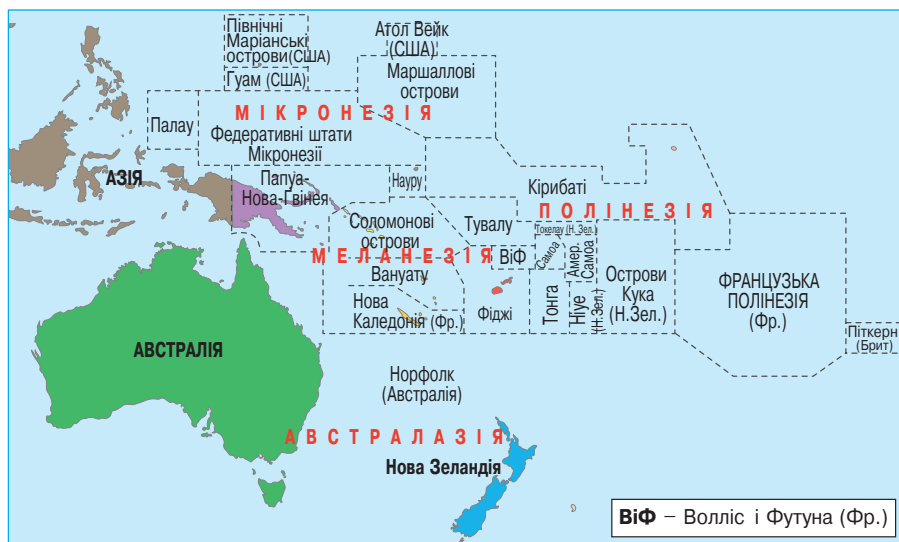 Північні
Маріанські
острови(США)
Гуам (США)
Атол Вейк
(США)
Маршаллові
острови
МІКРОНЕЗІЯ
Палау
Федеративні штати
Мікронезії
АЗІЯ
Папуа-
Нова-Гвінея
Науру
Кірибаті
ПОЛІНЕЗІЯ
Соломонові
острови
Тувалу
Токелау (Н. Зел.)
МЕЛАНЕЗІЯ
ВіФ
Самоа
Амер.
Самоа
Вануату
Острови
Кука
(Н.Зел.)
ФРАНЦУЗЬКА
ПОЛІНЕЗІЯ
(Фр.)
Нова
Каледонія (Фр.)
Фіджі
Тонга
Ніуе
(Н.Зел.)
Піткерн
(Брит)
АВСТРАЛІЯ
Норфолк
(Австралія)
АВСТРАЛАЗІЯ
Нова Зеландія
ВіФ – Волліс і Футуна (Фр.)